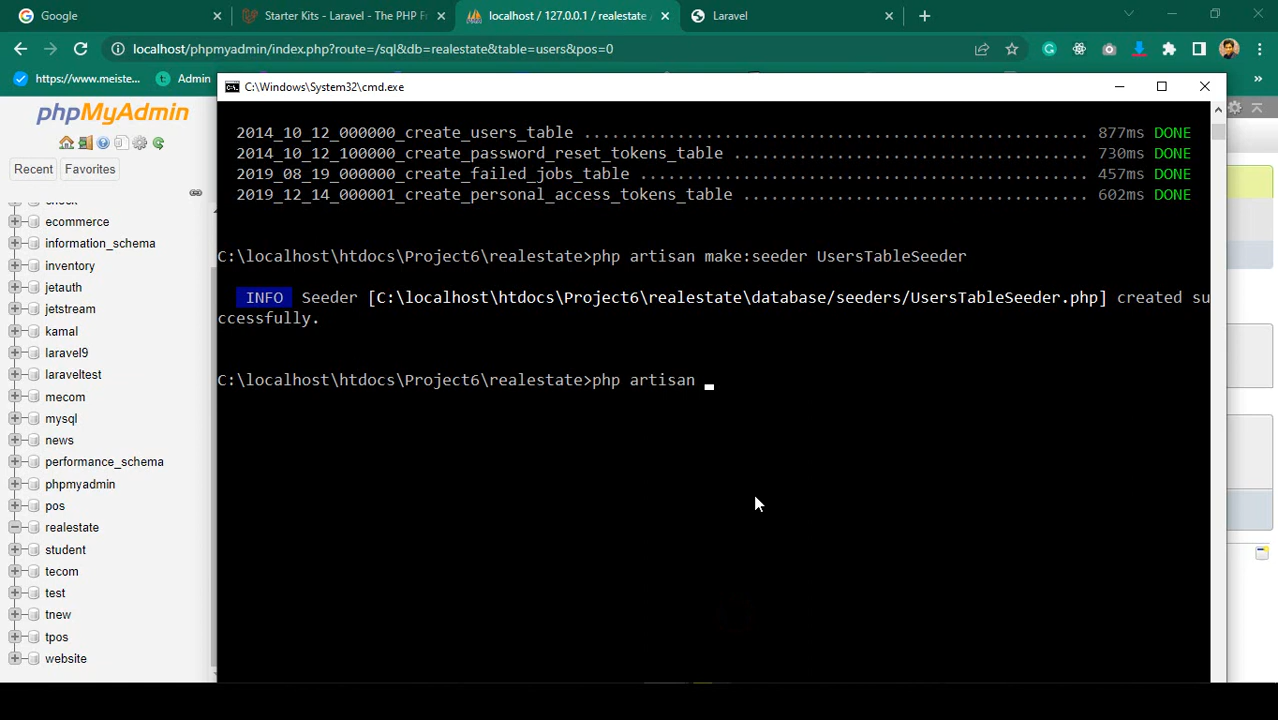 Google
Starter Kits - Laravel - The PHP Fr
localhost / 127.0.0.1 / realestate
Laravel
localhost/phpmyadmin/index.php?route=/sql&db=realestate&table=users&pos=0
https://www.meiste...
Admin
»
C:\Windows\System32\cmd.exe
phpMyAdmin
Recent
Favorites
check
ecommerce
information_schema
inventory
jetauth
jetstream
kamal
laravel9
laraveltest
mecom
mysql
news
performance_schema
phpmyadmin
pos
realestate
student
tecom
test
tnew
tpos
website
2014_10_12_000000_create_users_table ...................................................... 877ms DONE
2014_10_12_100000_create_password_reset_tokens_table ...................................... 730ms DONE
2019_08_19_000000_create_failed_jobs_table ................................................ 457ms DONE
2019_12_14_000001_create_personal_access_tokens_table ..................................... 602ms DONE
C:\localhost\htdocs\Project6\realestate>php artisan make:seeder UsersTableSeeder
INFO Seeder [C:\localhost\htdocs\Project6\realestate\database/seeders/UsersTableSeeder.php] created su
ccessfully.
C:\localhost\htdocs\Project6\realestate>php artisan